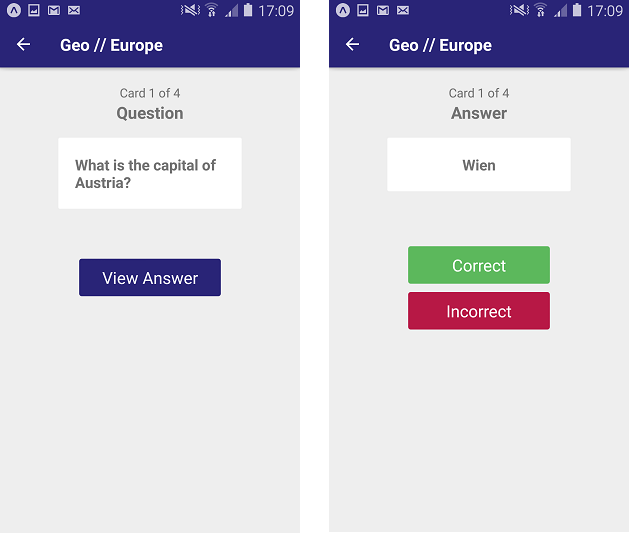 17:09
Geo // Europe
Card 1 of 4
Question
What is the capital of
Austria?
View Answer
17:09
Geo // Europe
Card 1 of 4
Answer
Wien
Correct
Incorrect